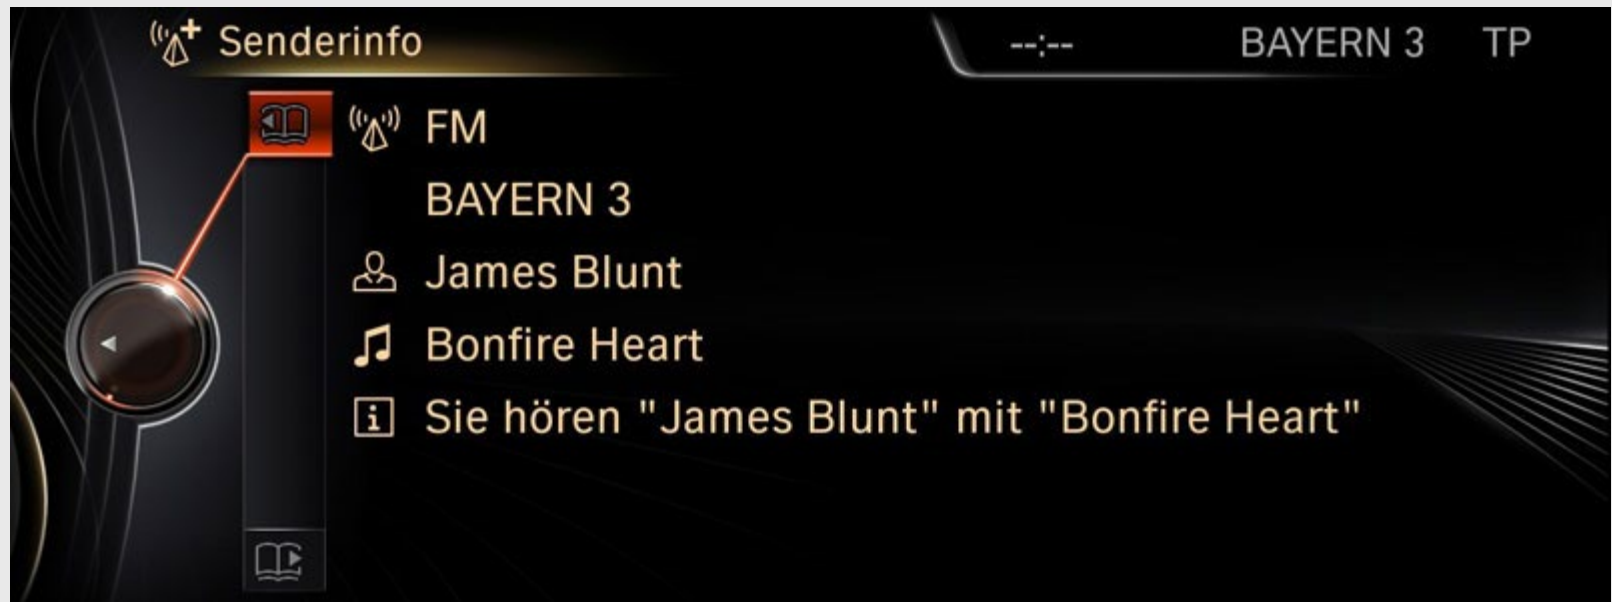 Senderinfo
--:--
BAYERN 3
TP
FM
BAYERN 3
James Blunt
Bonfire Heart
Sie hören "James Blunt" mit "Bonfire Heart"